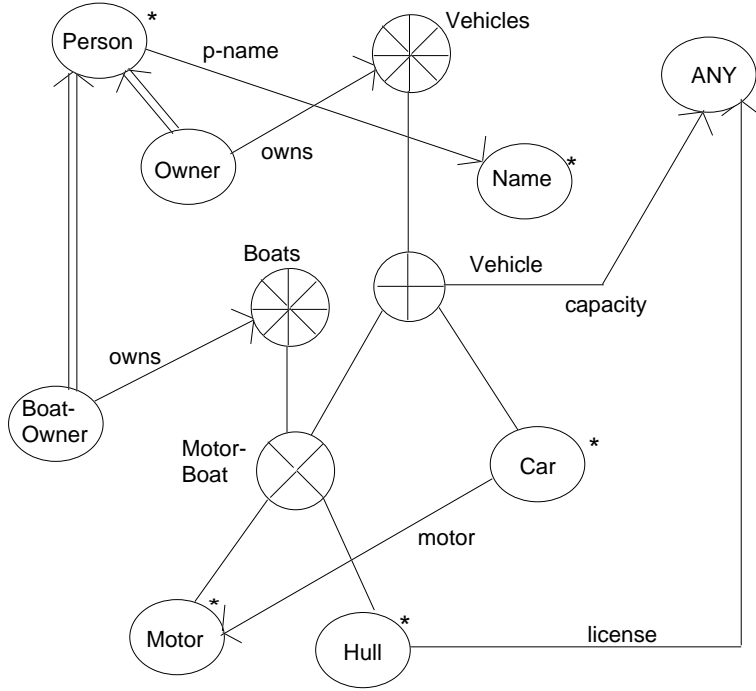 Vehicles
*
Person
p-name
ANY
owns
*
Owner
Name
Boats
Vehicle
capacity
owns
Boat-
Owner
Motor-
Boat
*
Car
motor
*
*
Motor
Hull
license